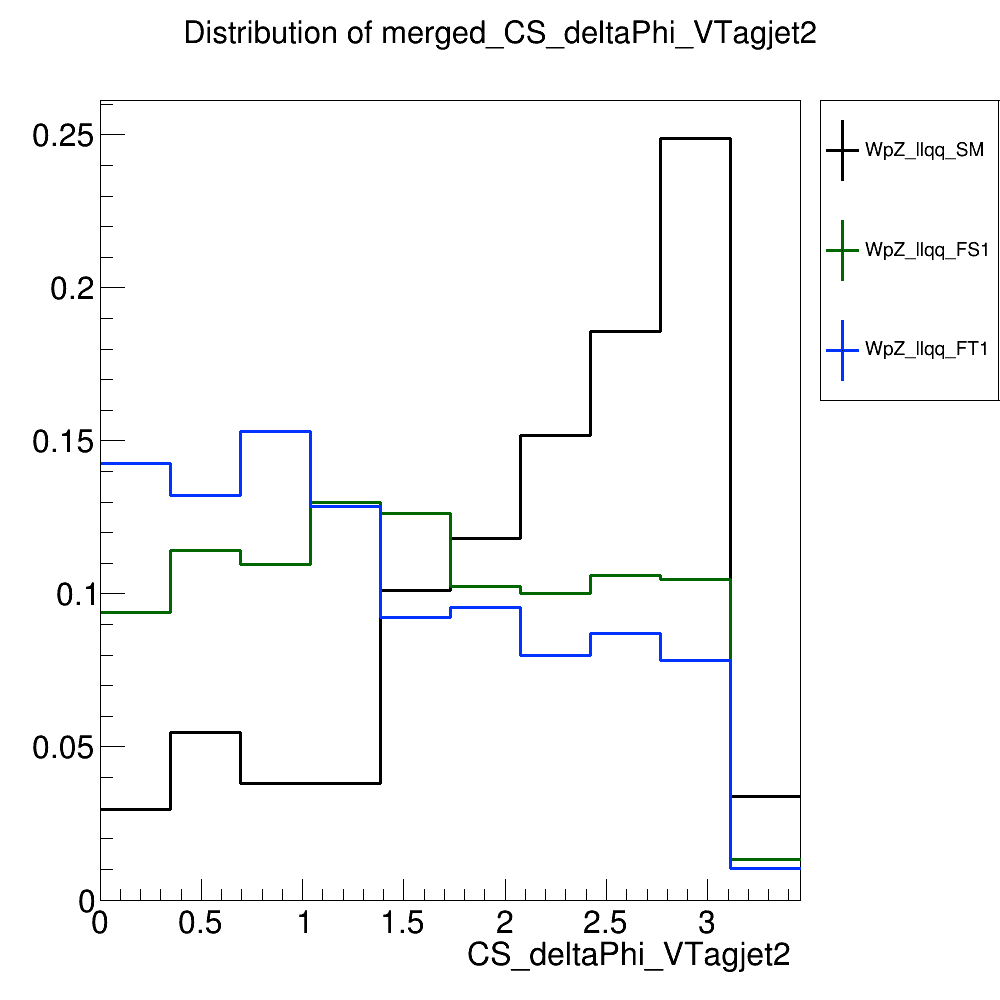 Distribution of merged_CS_deltaPhi_VTagjet2
0.25
0.2
0.15
0.1
0.05
0
0 0.5 1 1.5 2 2.5 3
CS_deltaPhi_VTagjet2
WpZ_llqq_SM
WpZ_llqq_FS1
WpZ_llqq_FT1